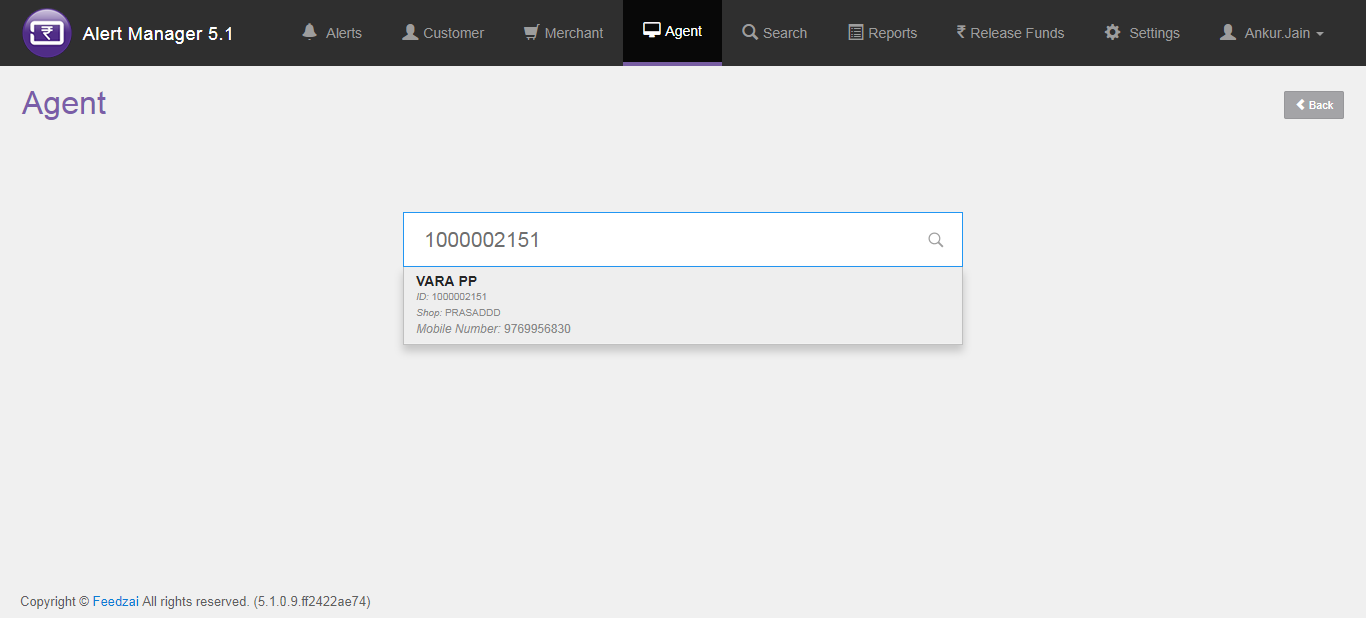 Alert Manager 5.1
Alerts
Customer
Merchant
Agent
Search
Reports
₹ Release Funds
Settings
Ankur.Jain
Agent
Back
1000002151
VARA PP
ID: 1000002151
Shop: PRASADDD
Mobile Number: 9769956830
Copyright © Feedzai All rights reserved. (5.1.0.9.ff2422ae74)